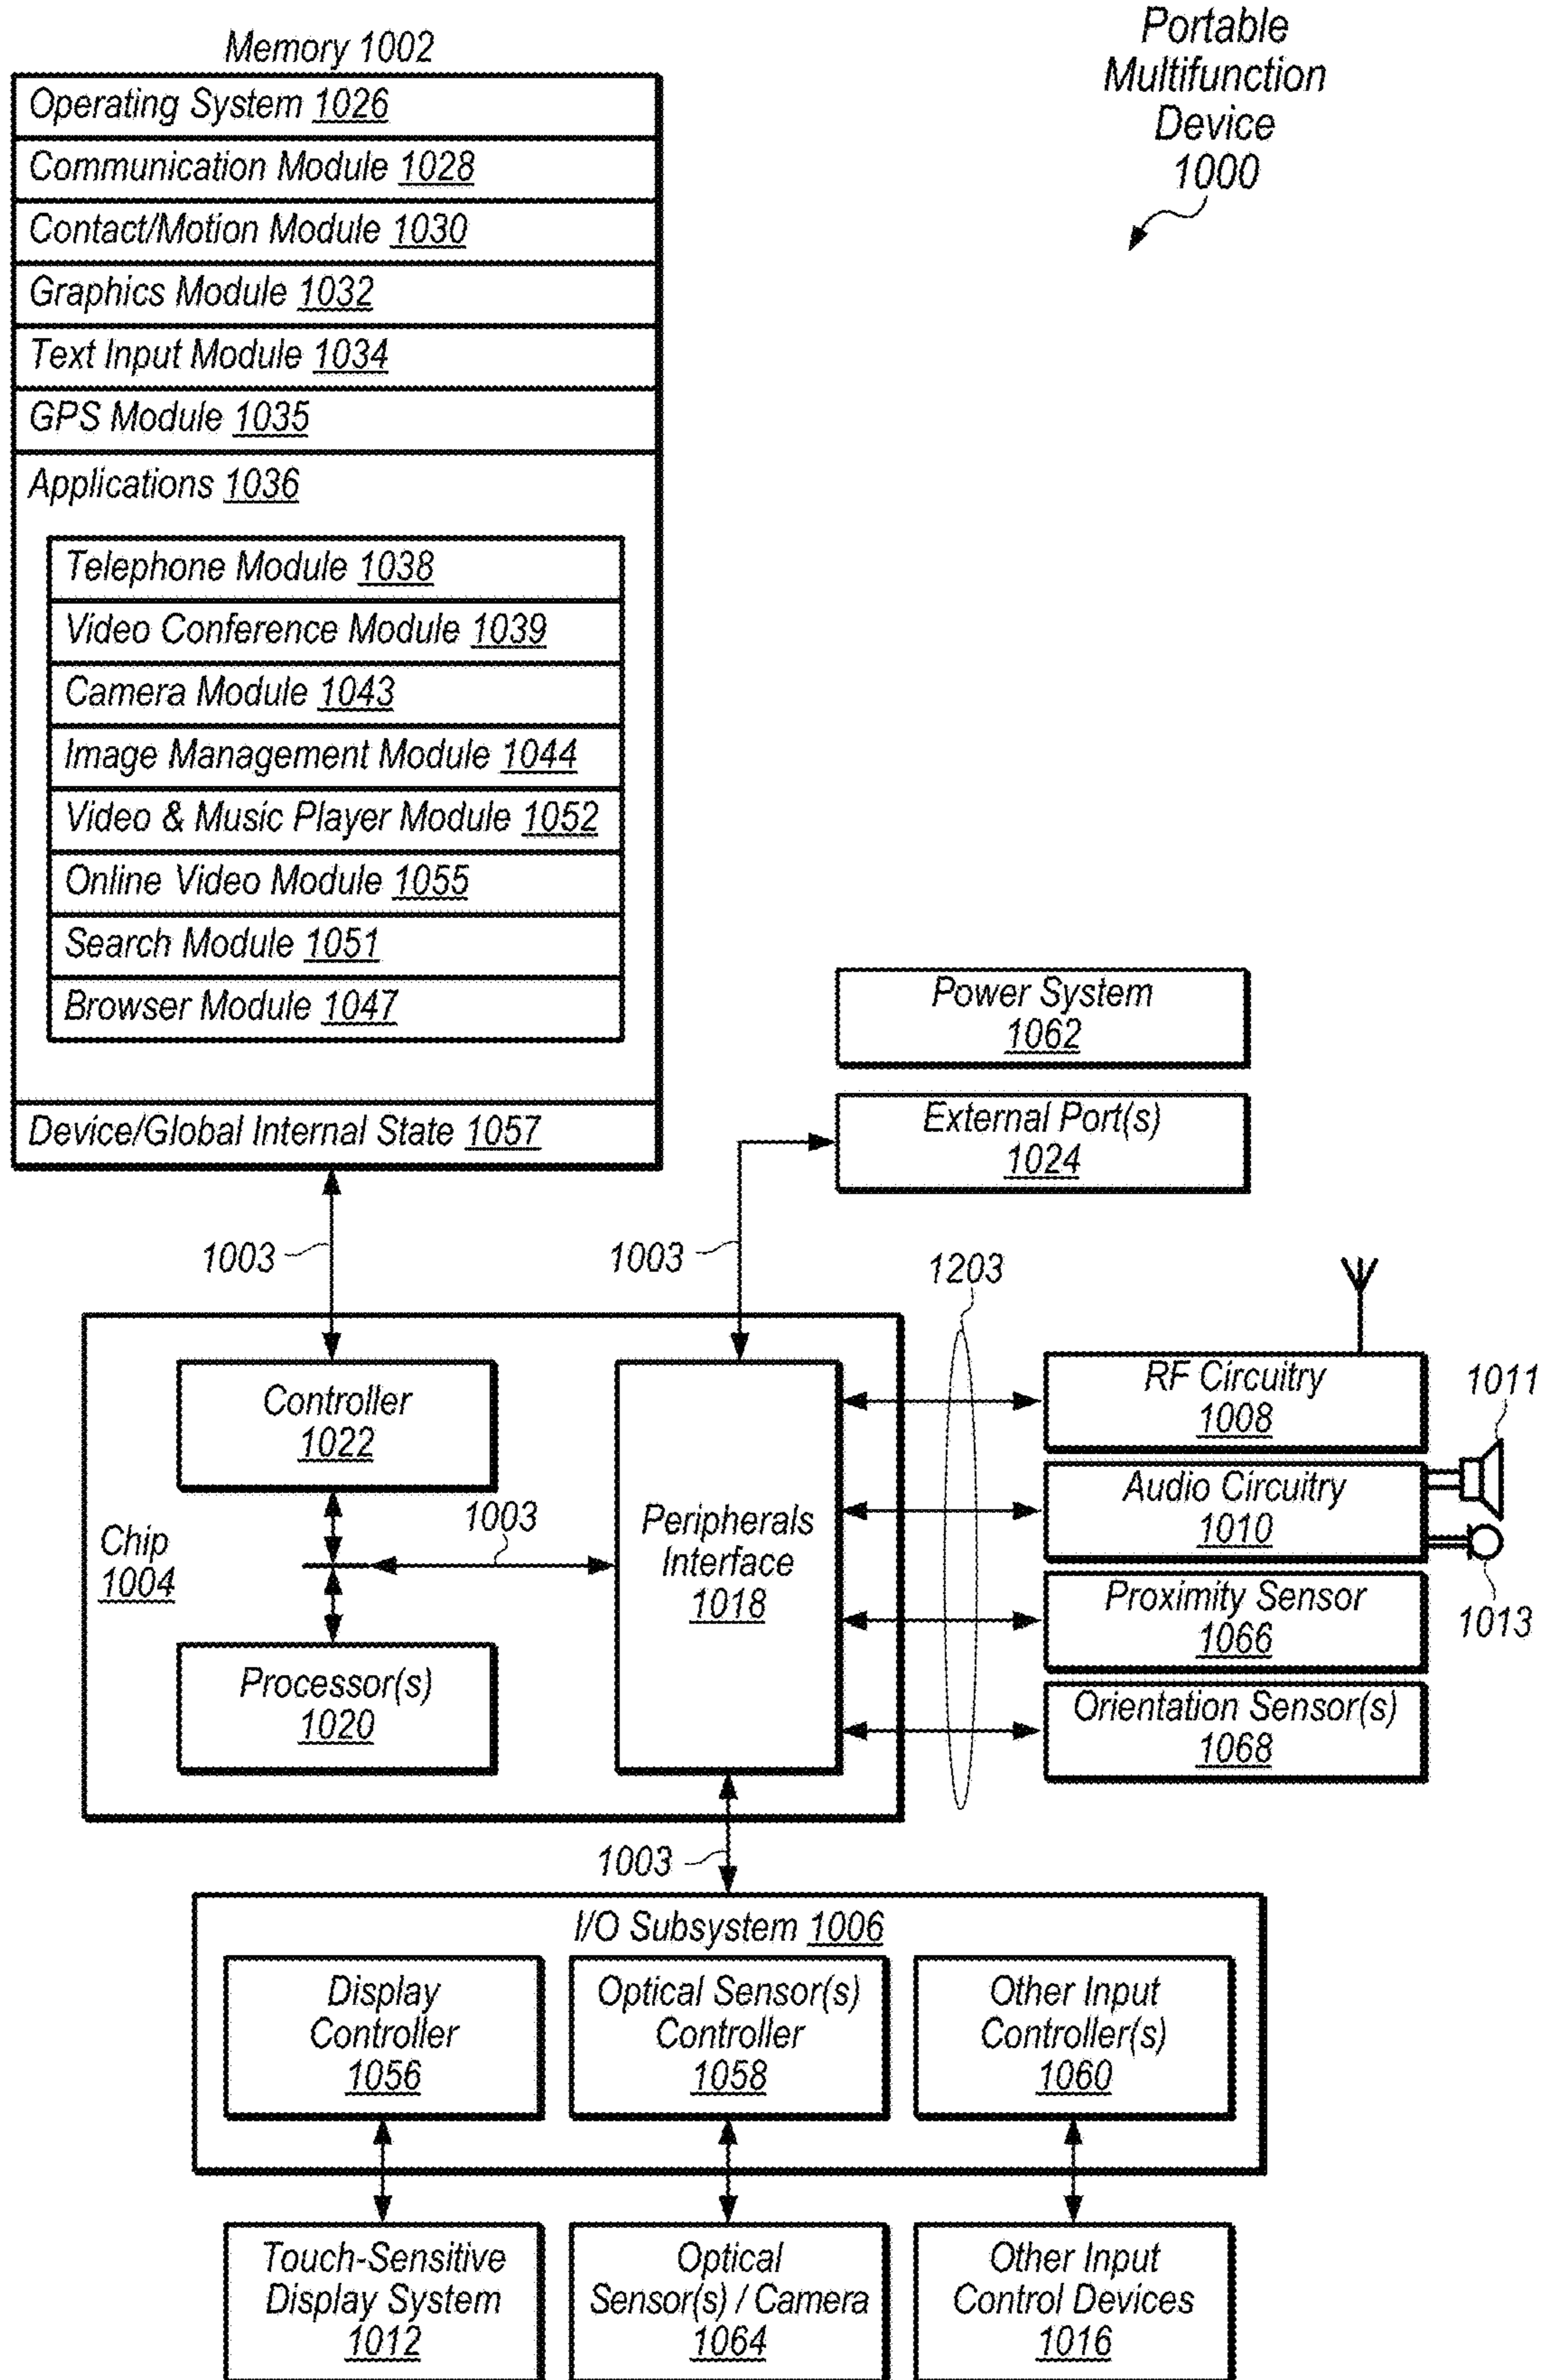 Memory 1002
Operating System 1026
Communication Module 1028
Contact/Motion Module 1030
Graphics Module 1032
Text Input Module 1034
GPS Module 1035
Applications 1036
Telephone Module 1038
Video Conference Module 1039
Camera Module 1043
Image Management Module 1044
Video & Music Player Module 1052
Online Video Module 1055
Search Module 1051
Browser Module 1047
Device/Global Internal State 1057
Portable
Multifunction
Device
1000
Power System
1062
External Port(s)
1024
1003
1003
1203
Chip
1004
Controller
1022
1003
Processor(s)
1020
Peripherals
Interface
1018
RF Circuitry
1008
Audio Circuitry
1010
1011
1013
Proximity Sensor
1066
Orientation Sensor(s)
1068
1003
I/O Subsystem 1006
Display
Controller
1056
Optical Sensor(s)
Controller
1058
Other Input
Controller(s)
1060
Touch-Sensitive
Display System
1012
Optical
Sensor(s) / Camera
1064
Other Input
Control Devices
1016